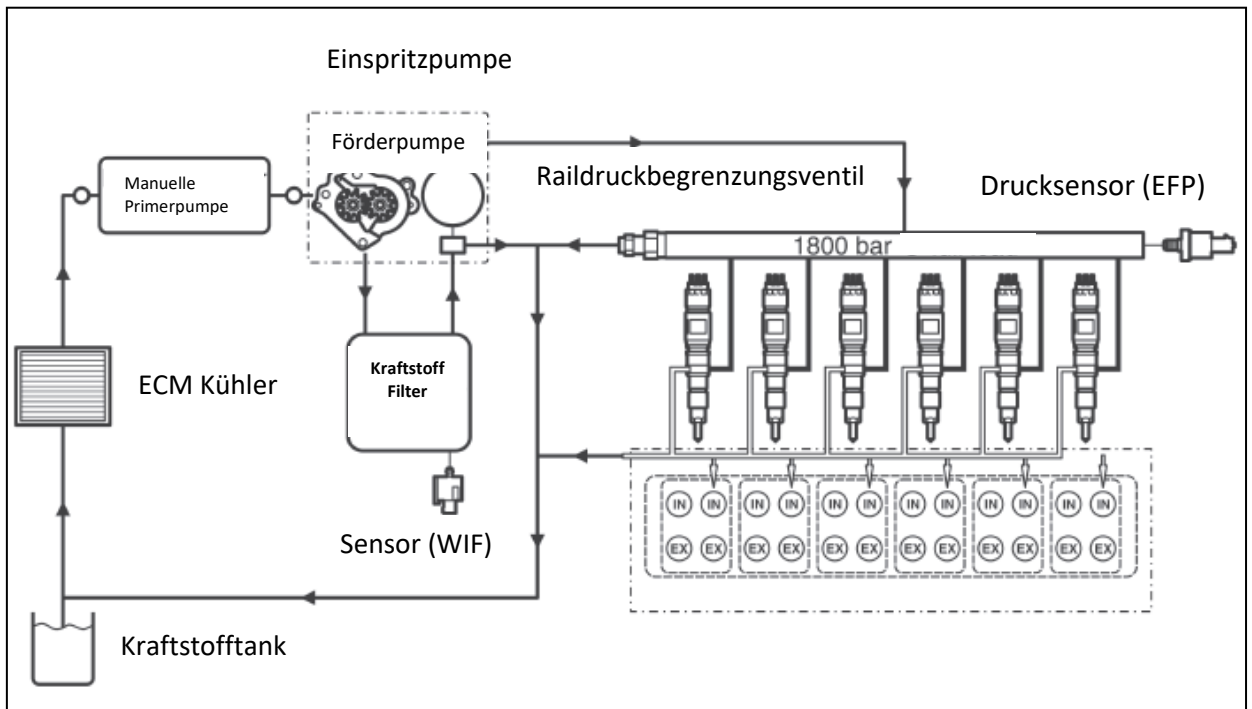 Einspritzpumpe
Förderpumpe
Manuelle
Primerpumpe
Raildruckbegrenzungsventil
Drucksensor (EFP)
1800 bar
ECM Kühler
Kraftstoff
Filter
Sensor (WIF)
IN IN IN IN IN IN IN IN IN IN IN IN
EX EX EX EX EX EX EX EX EX EX EX EX
Kraftstofftank